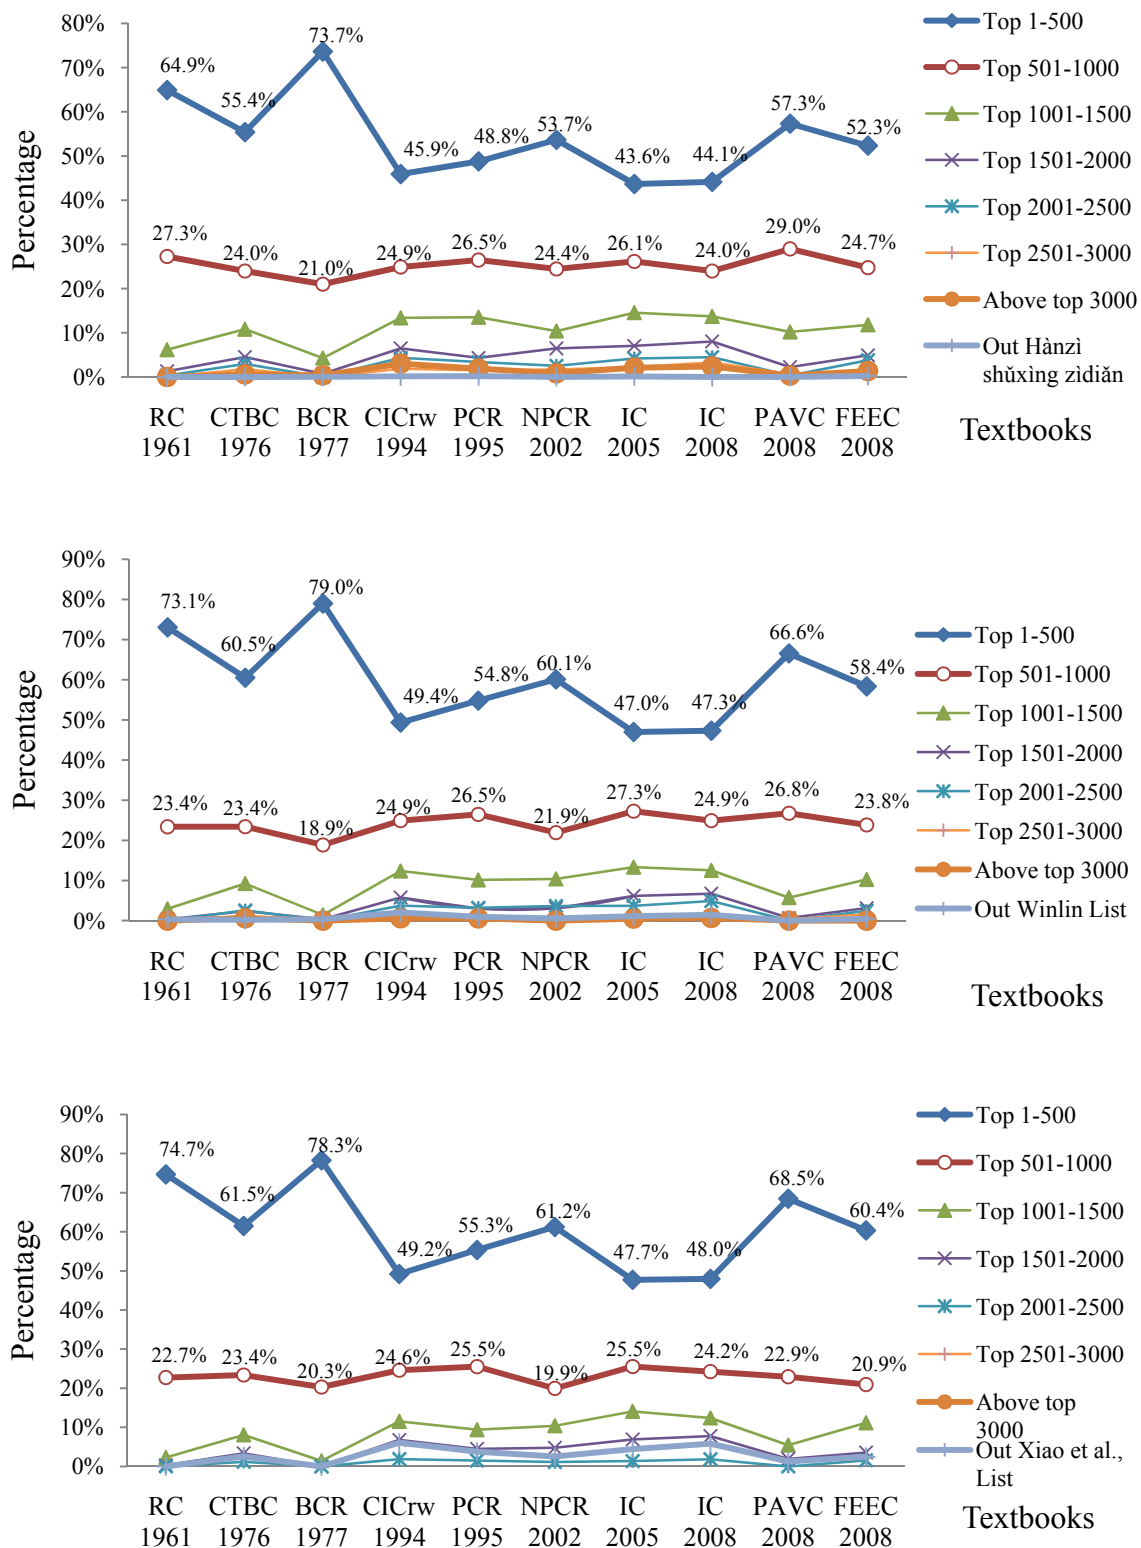 80%
70%
60%
50%
40%
30%
20%
10%
0%
Percentage
64.9%
55.4%
73.7%
45.9%
48.8%
53.7%
43.6%
44.1%
57.3%
52.3%
27.3%
24.0%
21.0%
24.9%
26.5%
24.4%
26.1%
24.0%
29.0%
24.7%
RC CTBC BCR CICrw PCR NPCR IC IC PAVC FEEC
1961 1976 1977 1994 1995 2002 2005 2008 2008 2008
Textbooks
Top 1-500
Top 501-1000
Top 1001-1500
Top 1501-2000
Top 2001-2500
Top 2501-3000
Above top 3000
Out Hànzì
shǔxìng zìdiǎn
90%
80%
70%
60%
50%
40%
30%
20%
10%
0%
Percentage
73.1%
60.5%
79.0%
49.4%
54.8%
60.1%
47.0%
47.3%
66.6%
58.4%
23.4%
23.4%
18.9%
24.9%
26.5%
21.9%
27.3%
24.9%
26.8%
23.8%
RC CTBC BCR CICrw PCR NPCR IC IC PAVC FEEC
1961 1976 1977 1994 1995 2002 2005 2008 2008 2008
Textbooks
Top 1-500
Top 501-1000
Top 1001-1500
Top 1501-2000
Top 2001-2500
Top 2501-3000
Above top 3000
Out Winlin List
90%
80%
70%
60%
50%
40%
30%
20%
10%
0%
Percentage
74.7%
61.5%
78.3%
49.2%
55.3%
61.2%
47.7%
48.0%
68.5%
60.4%
22.7%
23.4%
20.3%
24.6%
25.5%
19.9%
25.5%
24.2%
22.9%
20.9%
RC CTBC BCR CICrw PCR NPCR IC IC PAVC FEEC
1961 1976 1977 1994 1995 2002 2005 2008 2008 2008
Textbooks
Top 1-500
Top 501-1000
Top 1001-1500
Top 1501-2000
Top 2001-2500
Top 2501-3000
Above top
3000
Out Xiao et al.,
List